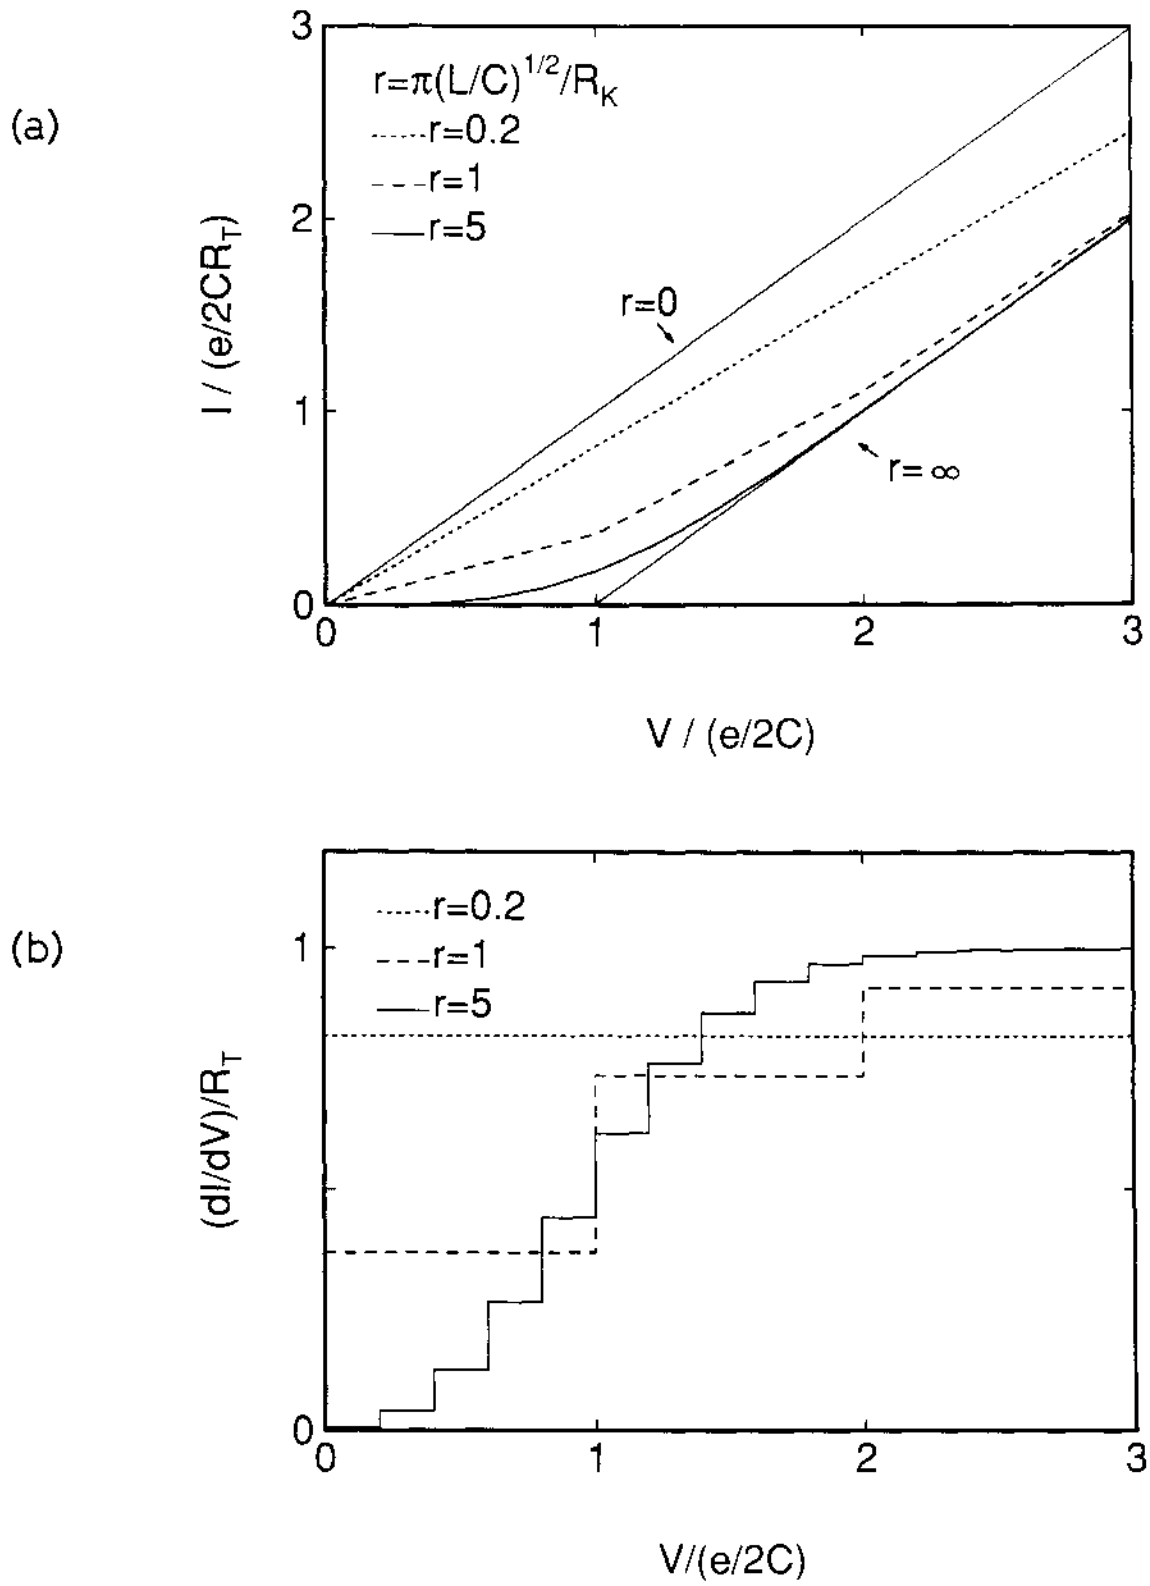 (a)
3
2
1
0
I / (e/2CR_T)
r=π(L/C)^{1/2}/R_K
r=0.2
r=1
r=5
r=0
r=∞
0 1 2 3
V / (e/2C)
(b)
1
0
(dI/dV)/R_T
r=0.2
r=1
r=5
0 1 2 3
V/(e/2C)